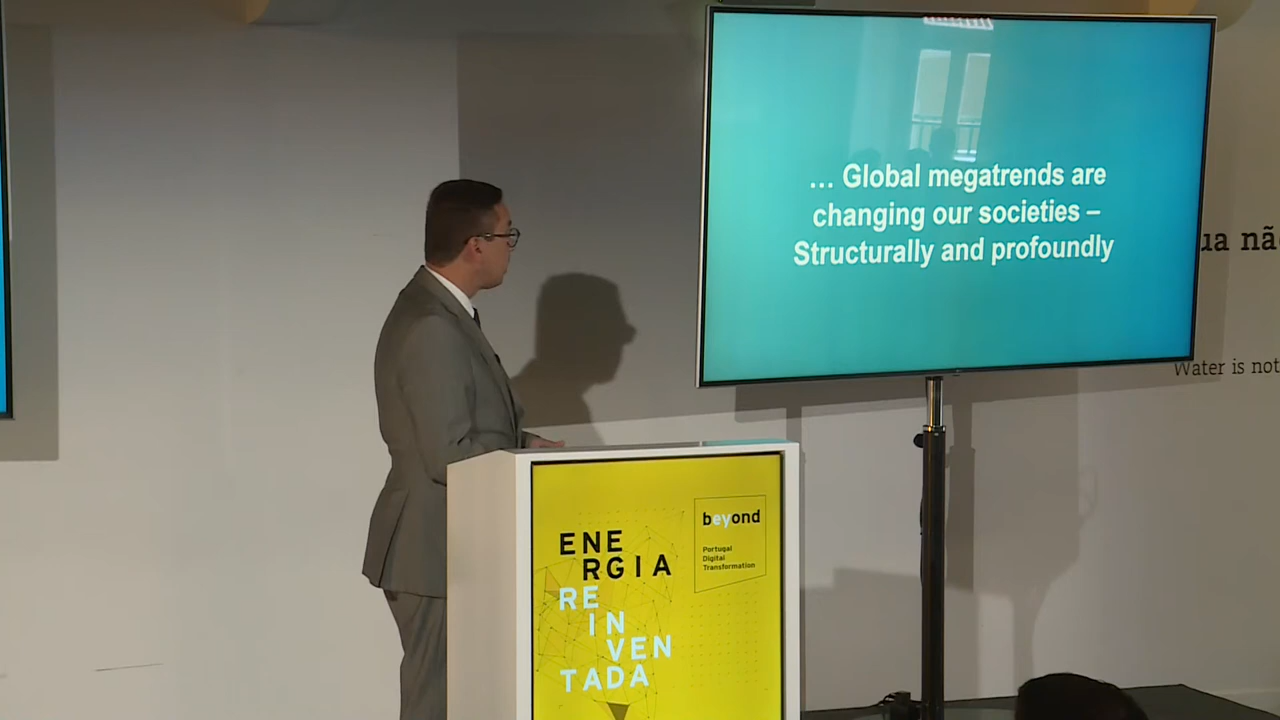 … Global megatrends are
changing our societies –
Structurally and profoundly
nã
Water is not
ENE
RGIA
RE
IN
VEN
TADA
beyond
Portugal
Digital
Transformation